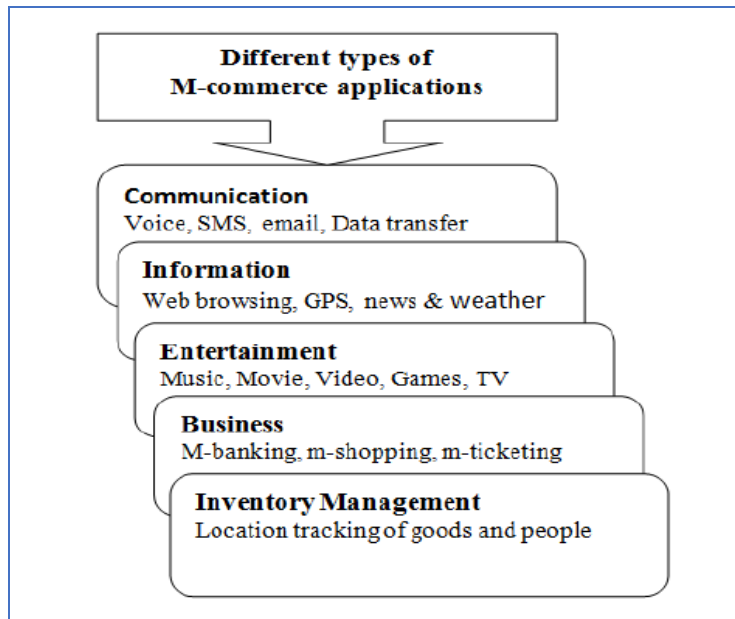 Different types of
M-commerce applications
Communication
Voice, SMS, email, Data transfer
Information
Web browsing, GPS, news & weather
Entertainment
Music, Movie, Video, Games, TV
Business
M-banking, m-shopping, m-ticketing
Inventory Management
Location tracking of goods and people